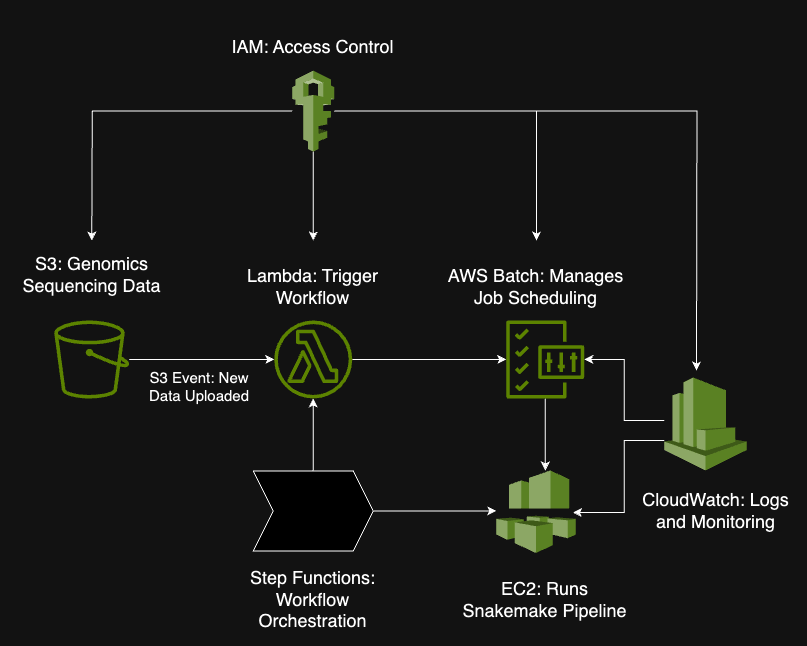 IAM: Access Control
S3: Genomics
Sequencing Data
Lambda: Trigger
Workflow
AWS Batch: Manages
Job Scheduling
S3 Event: New
Data Uploaded
CloudWatch: Logs
and Monitoring
Step Functions:
Workflow
Orchestration
EC2: Runs
Snakemake Pipeline